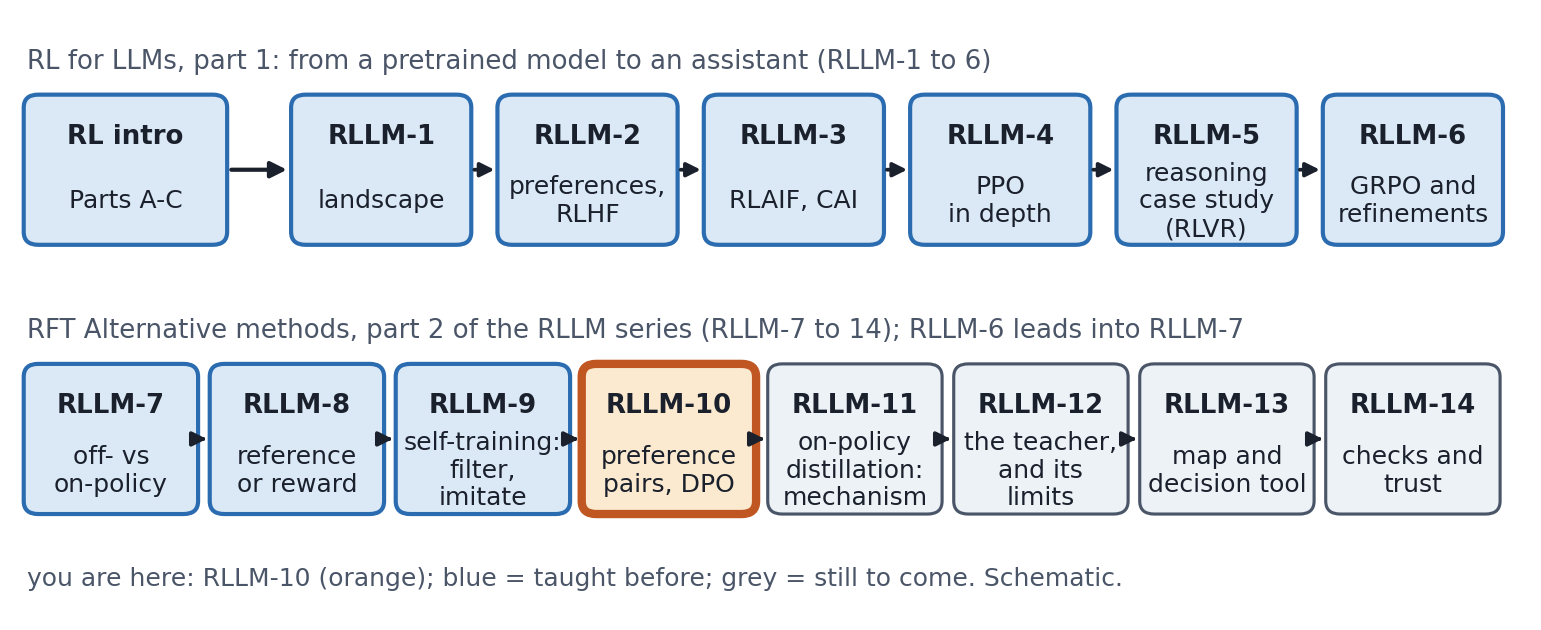 RL for LLMs, part 1: from a pretrained model to an assistant (RLLM-1 to 6)
RL intro
Parts A-C
RLLM-1
landscape
RLLM-2
preferences,
RLHF
RLLM-3
RLAIF, CAI
RLLM-4
PPO
in depth
RLLM-5
reasoning
case study
(RLVR)
RLLM-6
GRPO and
refinements
RFT Alternative methods, part 2 of the RLLM series (RLLM-7 to 14); RLLM-6 leads into RLLM-7
RLLM-7
off- vs
on-policy
RLLM-8
reference
or reward
RLLM-9
self-training:
filter,
imitate
RLLM-10
preference
pairs, DPO
RLLM-11
on-policy
distillation:
mechanism
RLLM-12
the teacher,
and its
limits
RLLM-13
map and
decision tool
RLLM-14
checks and
trust
you are here: RLLM-10 (orange); blue = taught before; grey = still to come. Schematic.